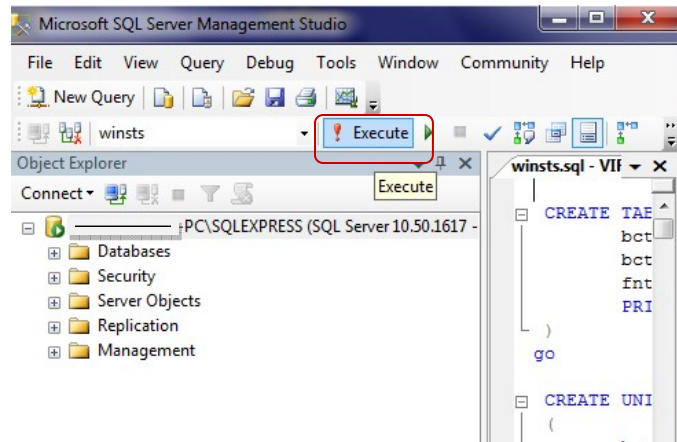 Microsoft SQL Server Management Studio
File Edit View Query Debug Tools Window Community Help
New Query
winsts Execute
Object Explorer
winsts.sql - VIF
Connect
Execute
-PC\SQLEXPRESS (SQL Server 10.50.1617 -
Databases
Security
Server Objects
Replication
Management
CREATE TAB
bct
bct
fnt
PRI
)
go
CREATE UNI
(